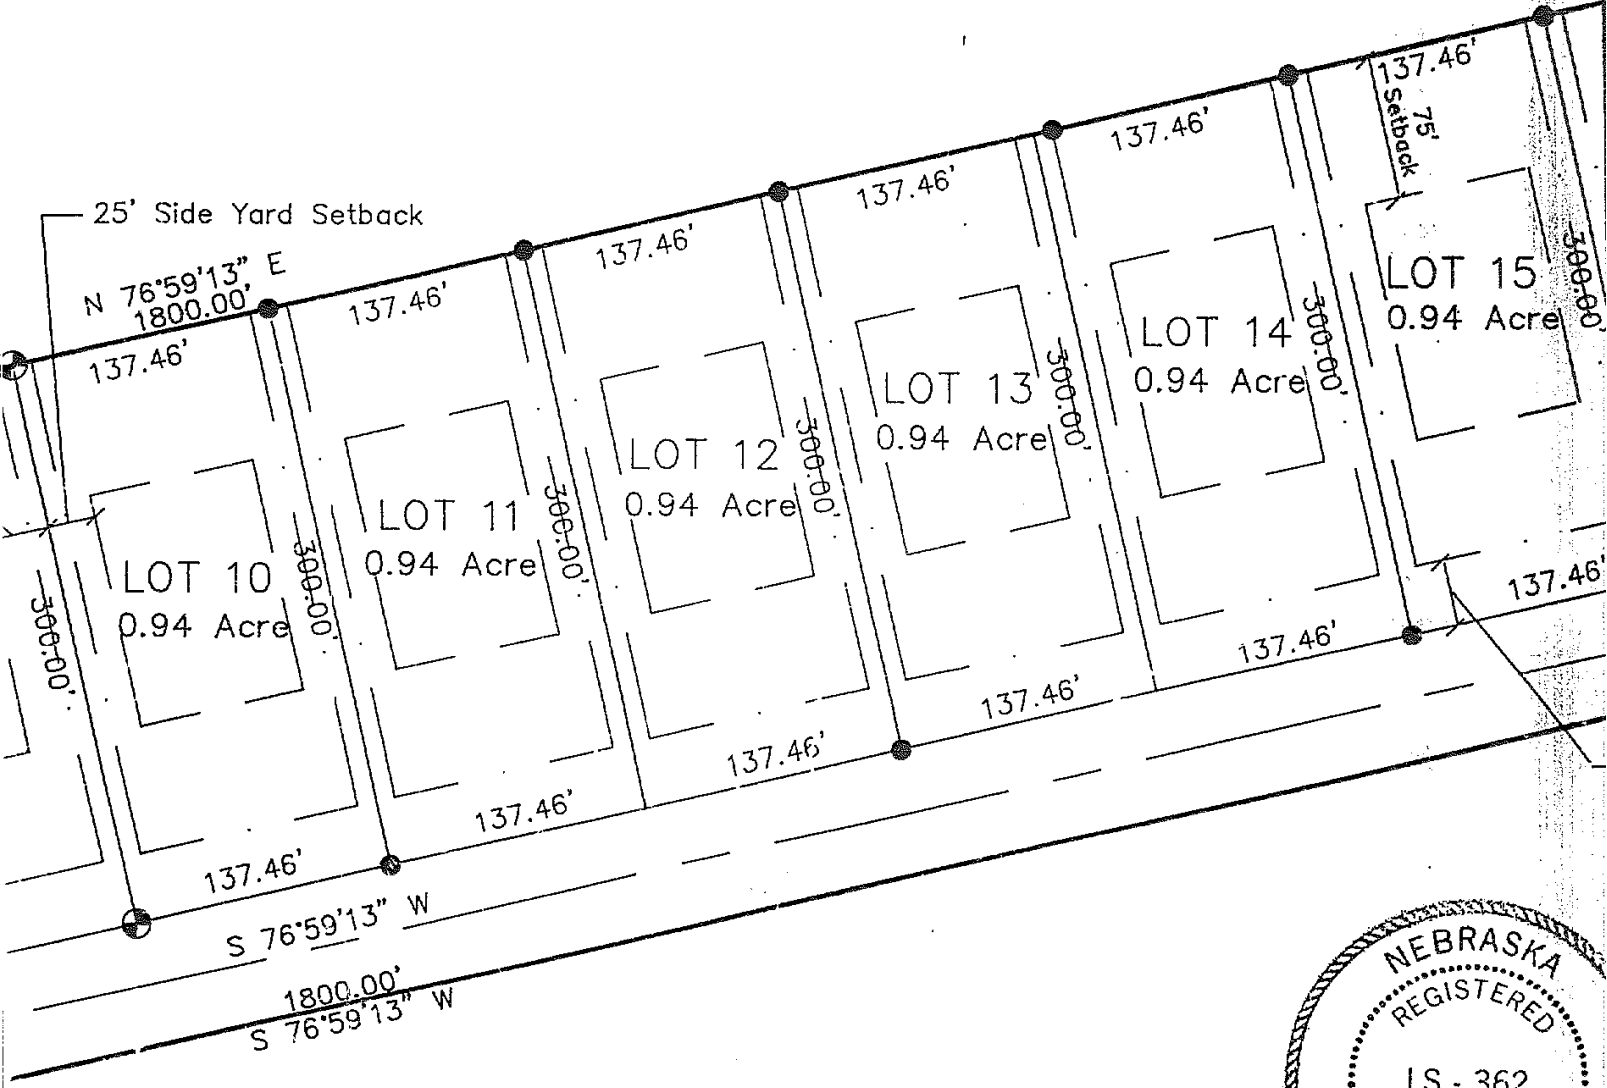 137.46'
75'
Setback
137.46'
137.46'
25' Side Yard Setback
137.46'
N 76°59'13" E
1800.00'
137.46'
137.46'
LOT 15
0.94 Acre
300.00'
LOT 14
0.94 Acre
300.00'
LOT 13
0.94 Acre
300.00'
LOT 12
0.94 Acre
300.00'
LOT 11
0.94 Acre
300.00'
LOT 10
0.94 Acre
300.00'
300.00'
137.46'
137.46'
137.46'
137.46'
137.46'
137.46'
S 76°59'13" W
1800.00'
S 76°59'13" W
NEBRASKA
REGISTERED
LS - 362